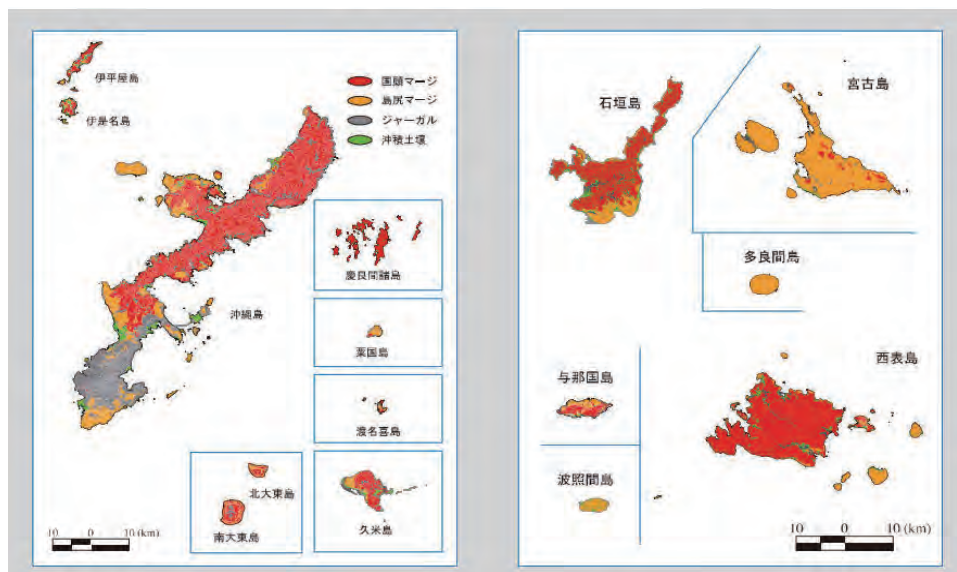 伊平屋島
伊是名島
国頭マージ
島尻マージ
ジャーガル
沖積土壌
慶良間諸島
沖縄島
粟国島
渡名喜島
北大東島
南大東島
久米島
10 0 10 (km)
石垣島
宮古島
多良間島
西表島
与那国島
波照間島
10 0 10 (km)